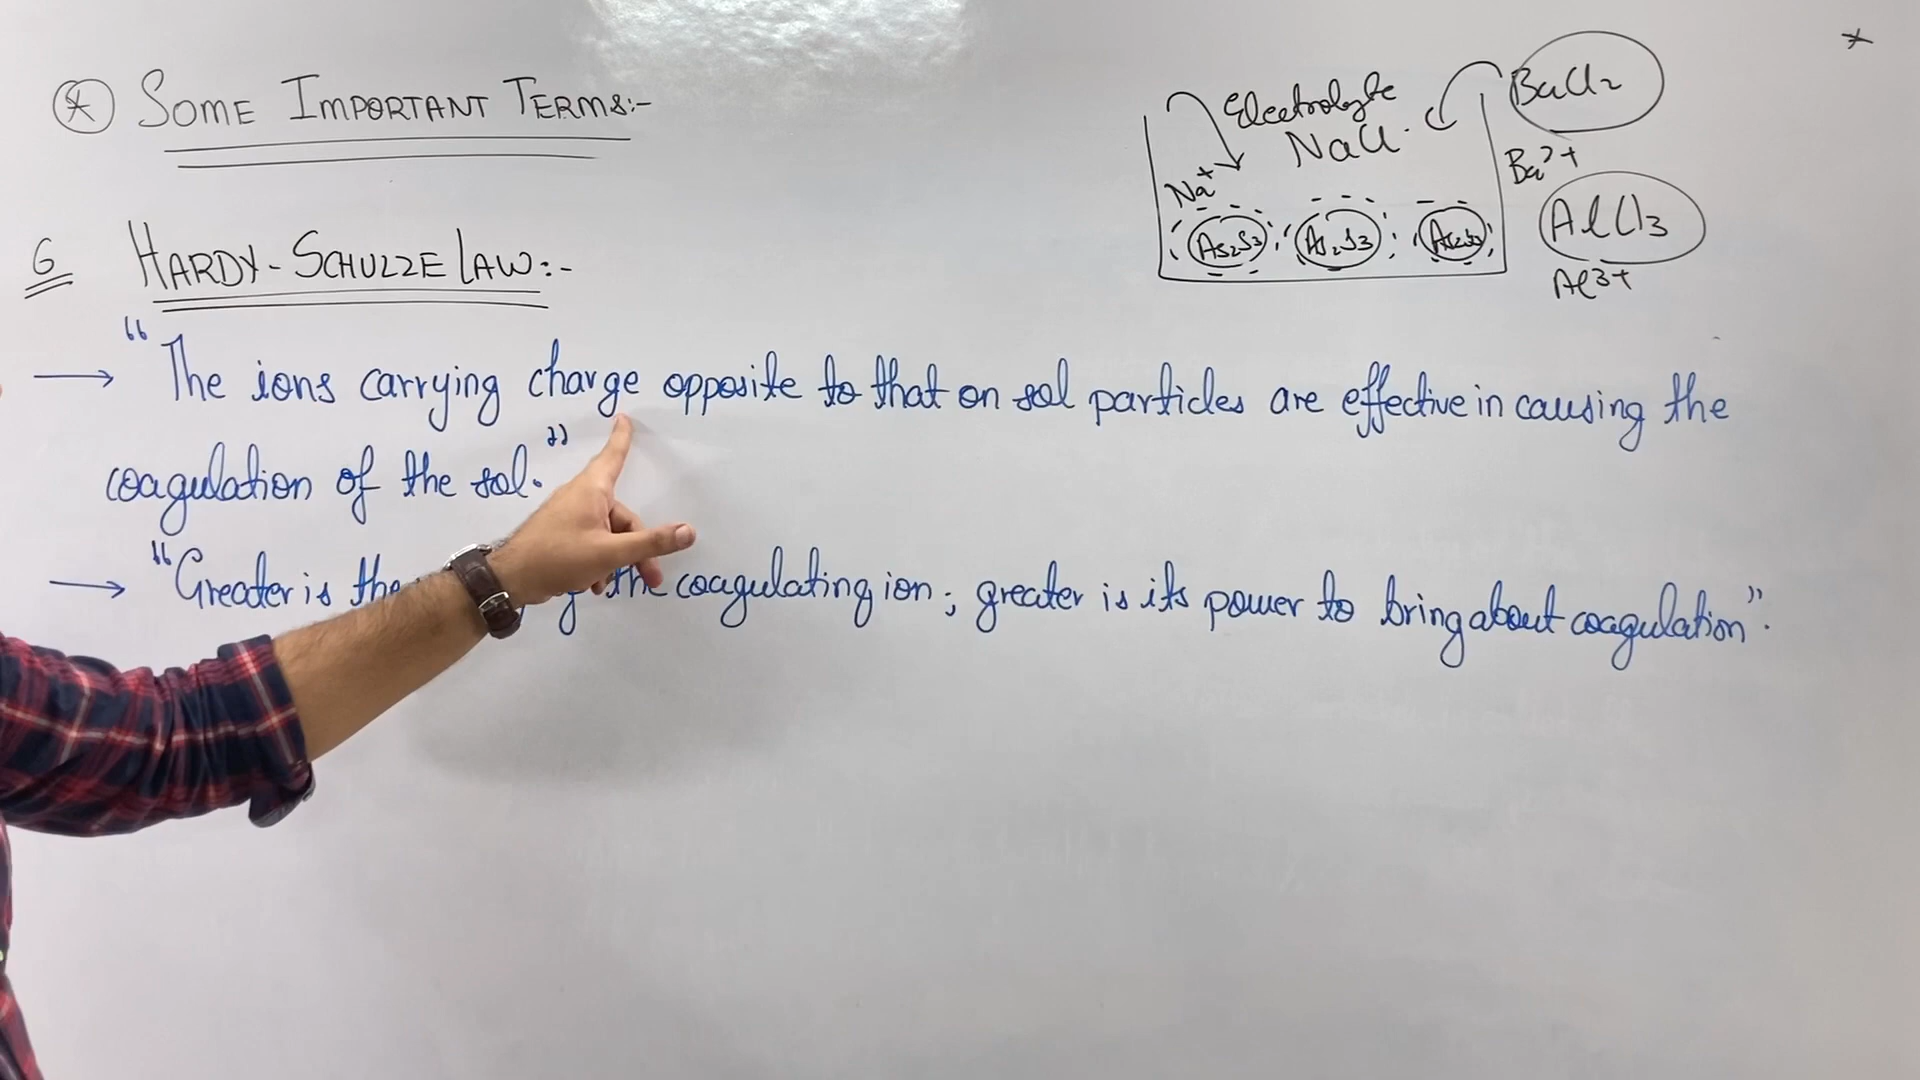 * SOME IMPORTANT TERMS:-
6 HARDY-SCHULZE LAW:-
→ "The ions carrying charge opposite to that on sol particles are effective in causing the
coagulation of the sol."
→ "Greater is the the coagulating ion; greater is its power to bring about coagulation".
Electrolyte
NaCl
BaCl2
Ba2+
Na+
As2S3 As2S3 As2S3
AlCl3
Al3+
*